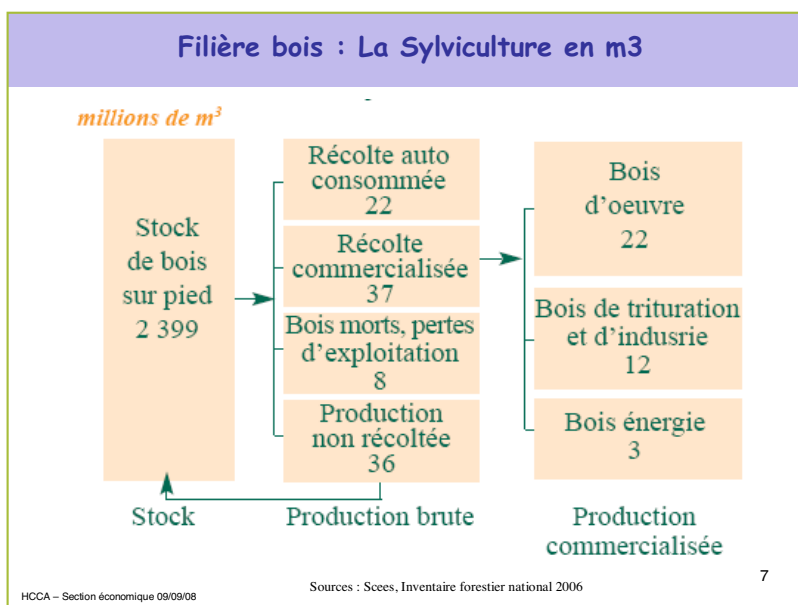 Filière bois : La Sylviculture en m3
millions de m³
Stock
de bois
sur pied
2 399
Récolte auto
consommée
22
Récolte
commercialisée
37
Bois morts, pertes
d'exploitation
8
Production
non récoltée
36
Bois
d'oeuvre
22
Bois de trituration
et d'indusrie
12
Bois énergie
3
Stock
Production brute
Production
commercialisée
7
Sources : Scees, Inventaire forestier national 2006
HCCA – Section économique 09/09/08